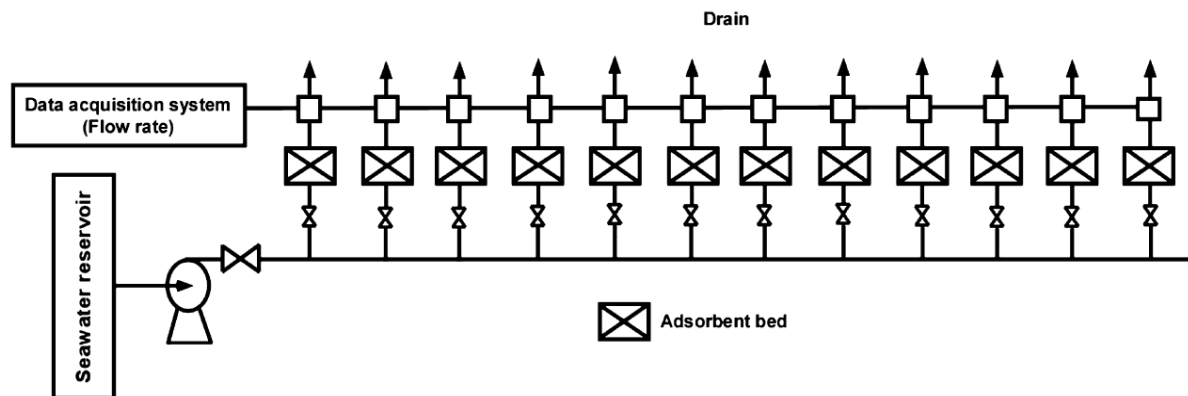 Drain
Data acquisition system
(Flow rate)
Seawater reservoir
Adsorbent bed